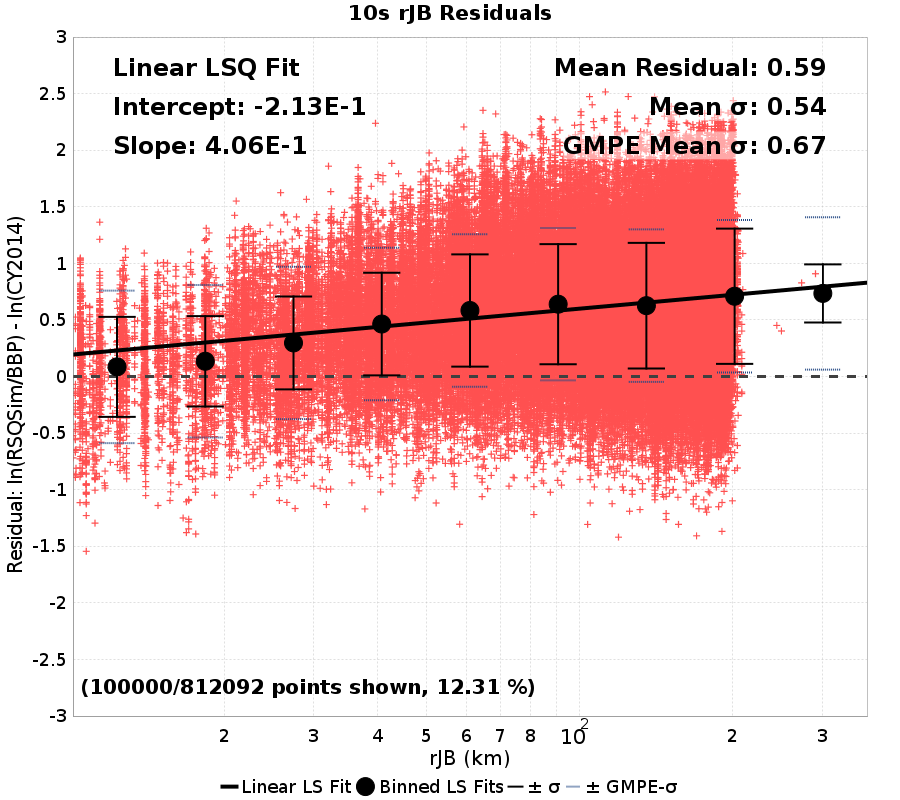 10s rJB Residuals
Linear LSQ Fit
Intercept: -2.13E-1
Slope: 4.06E-1
Mean Residual: 0.59
Mean σ: 0.54
GMPE Mean σ: 0.67
3
2.5
2
1.5
1
0.5
0
-0.5
-1
-1.5
-2
-2.5
-3
Residual: ln(RSQSim/BBP) - ln(CY2014)
(100000/812092 points shown, 12.31 %)
2 3 4 5 6 7 8 10² 2 3
rJB (km)
Linear LS Fit Binned LS Fits ± σ ± GMPE-σ